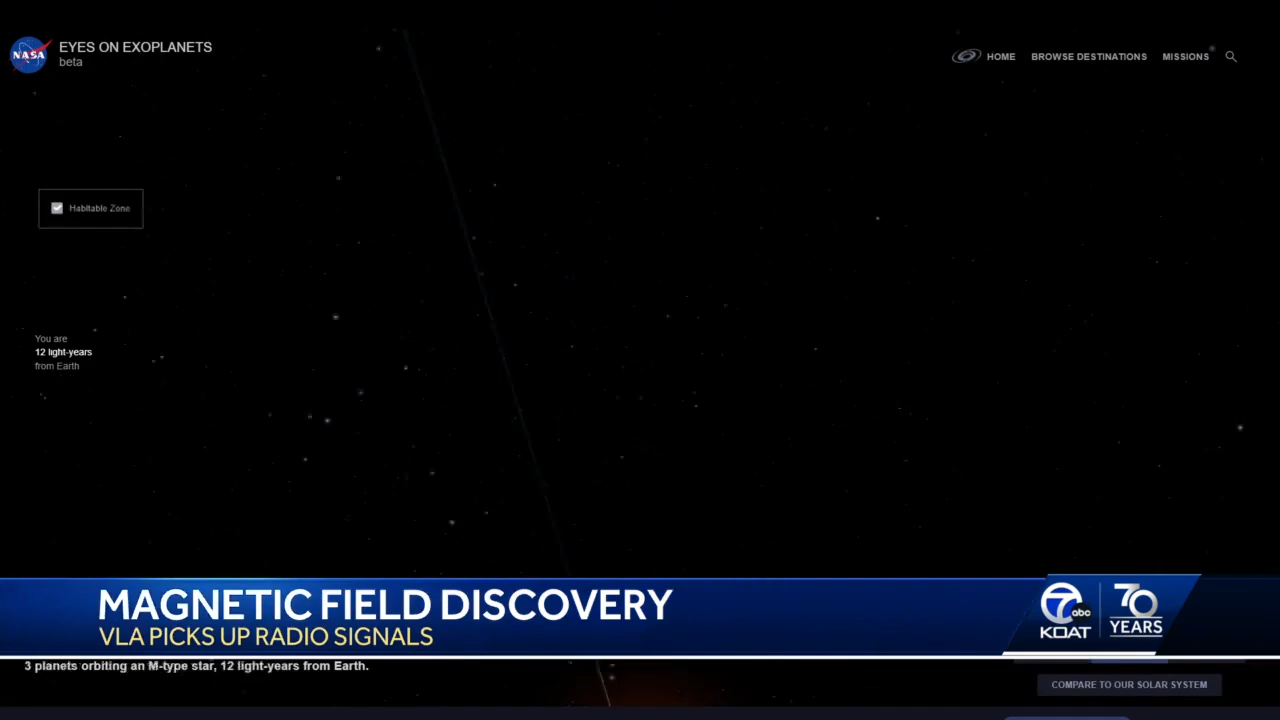 NASA
EYES ON EXOPLANETS
beta
HOME
BROWSE DESTINATIONS
MISSIONS
Habitable Zone
You are
12 light-years
from Earth
MAGNETIC FIELD DISCOVERY
VLA PICKS UP RADIO SIGNALS
7 abc
KOAT
70
YEARS
3 planets orbiting an M-type star, 12 light-years from Earth.
COMPARE TO OUR SOLAR SYSTEM